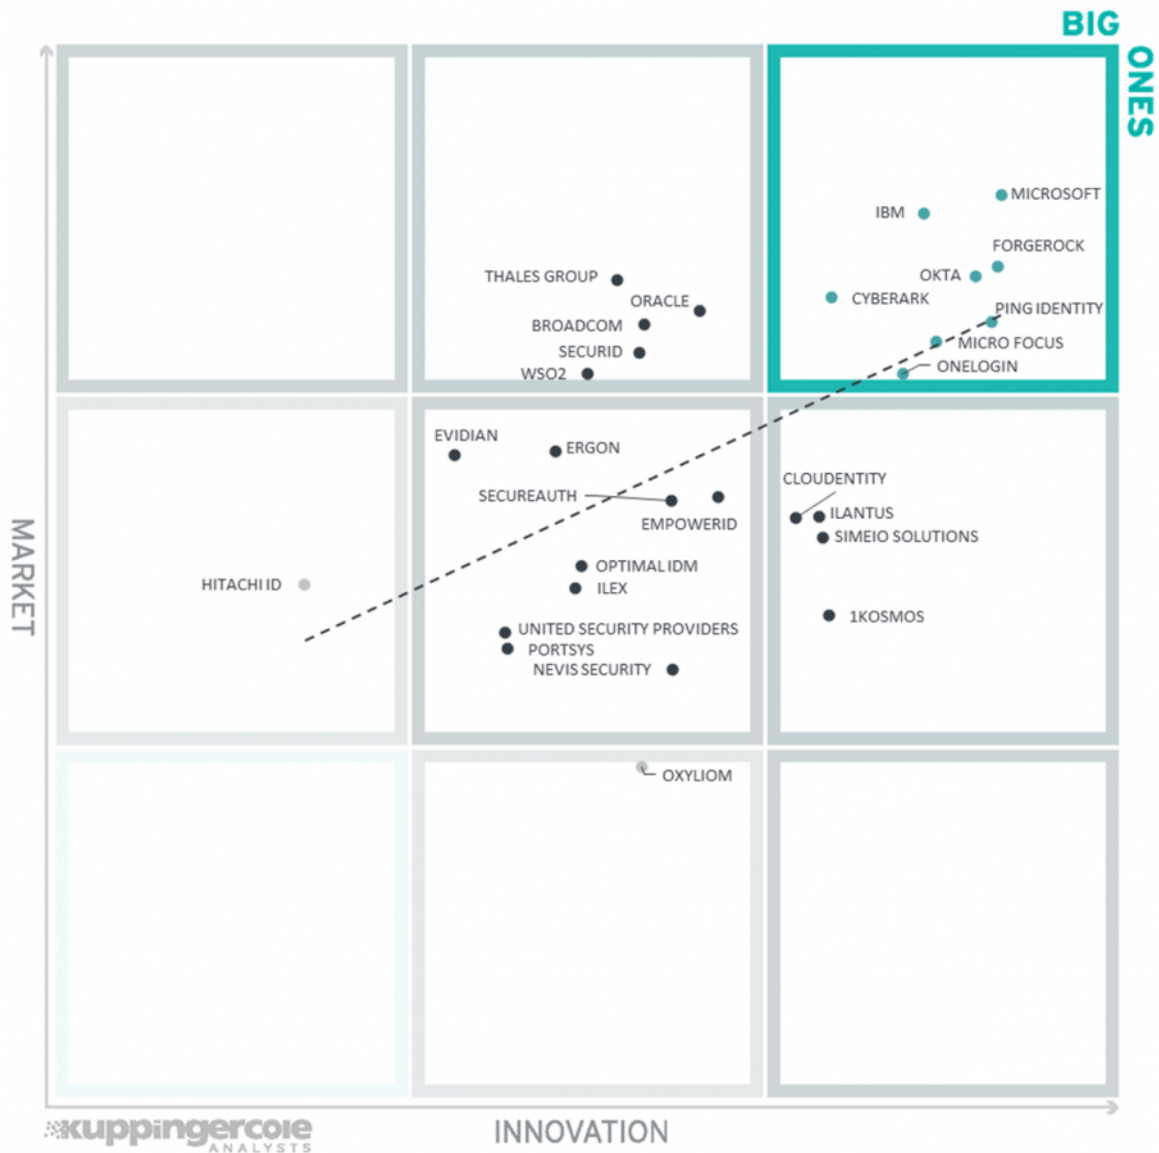 BIG
ONES
MICROSOFT
IBM
FORGEROCK
OKTA
THALES GROUP
CYBERARK
ORACLE
PING IDENTITY
BROADCOM
MICRO FOCUS
SECURID
ONELOGIN
WSO2
EVIDIAN
ERGON
CLOUDENTITY
SECUREAUTH
ILANTUS
EMPOWERID
SIMEIO SOLUTIONS
OPTIMAL IDM
HITACHI ID
ILEX
1KOSMOS
UNITED SECURITY PROVIDERS
PORTSYS
NEVIS SECURITY
OXYLIOM
MARKET
INNOVATION
kuppingercole
ANALYSTS